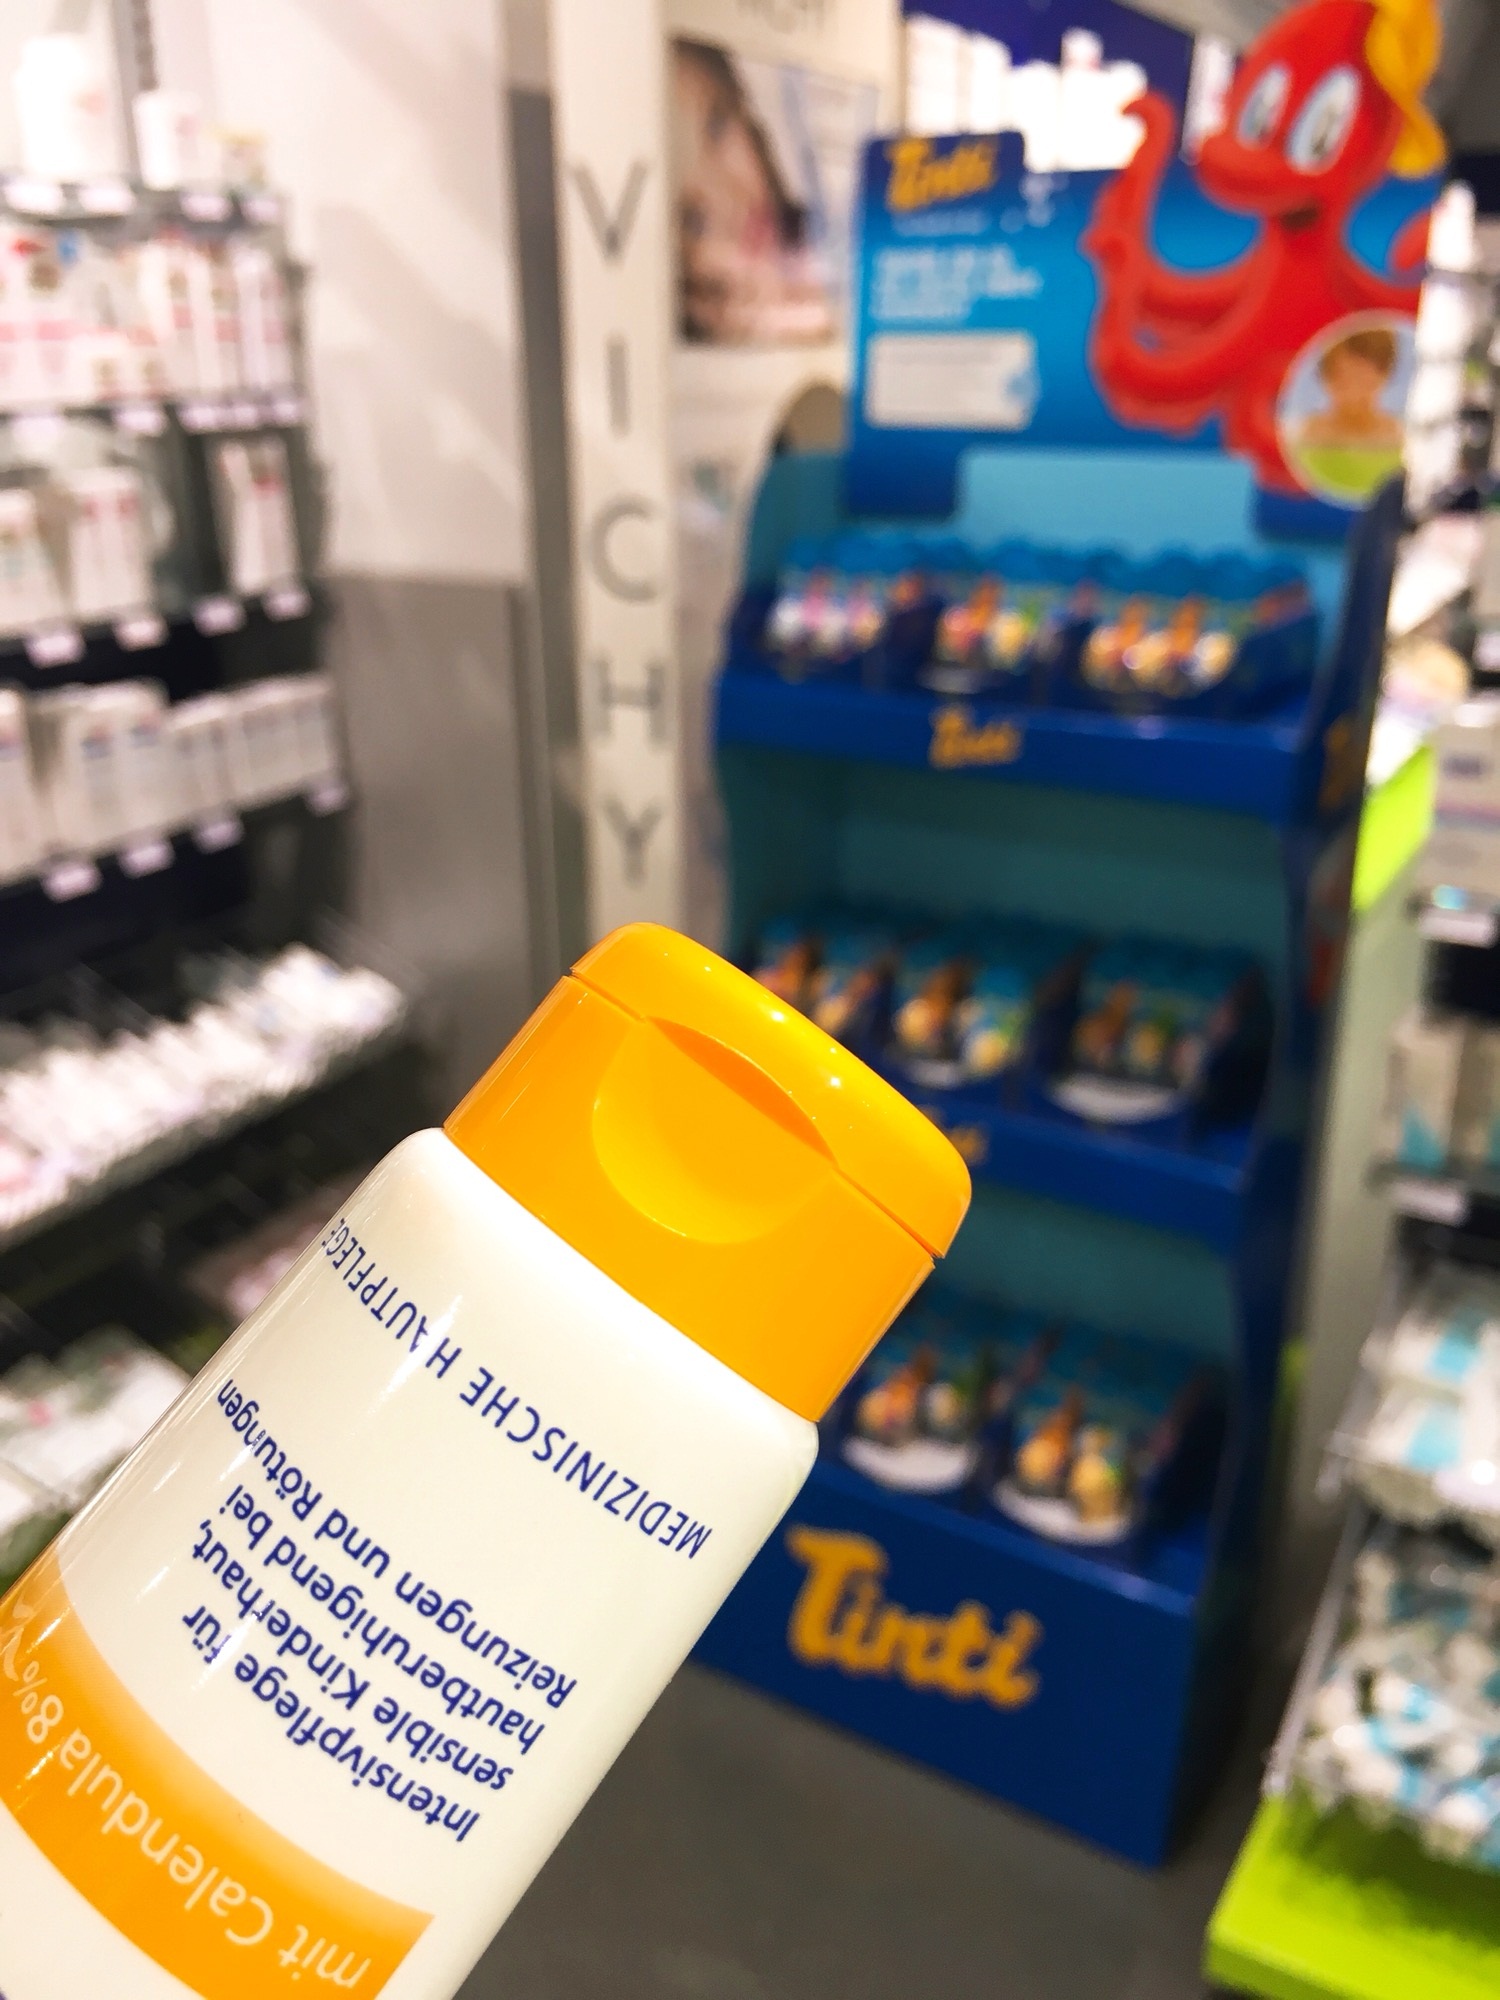 VICHY
Tinti
Tinti
Tinti
MEDIZINISCHE HAUTPFLEGE
Intensivpflege für
sensible Kinderhaut,
hautberuhigend bei
Reizungen und Rötungen
mit Calendula 8%